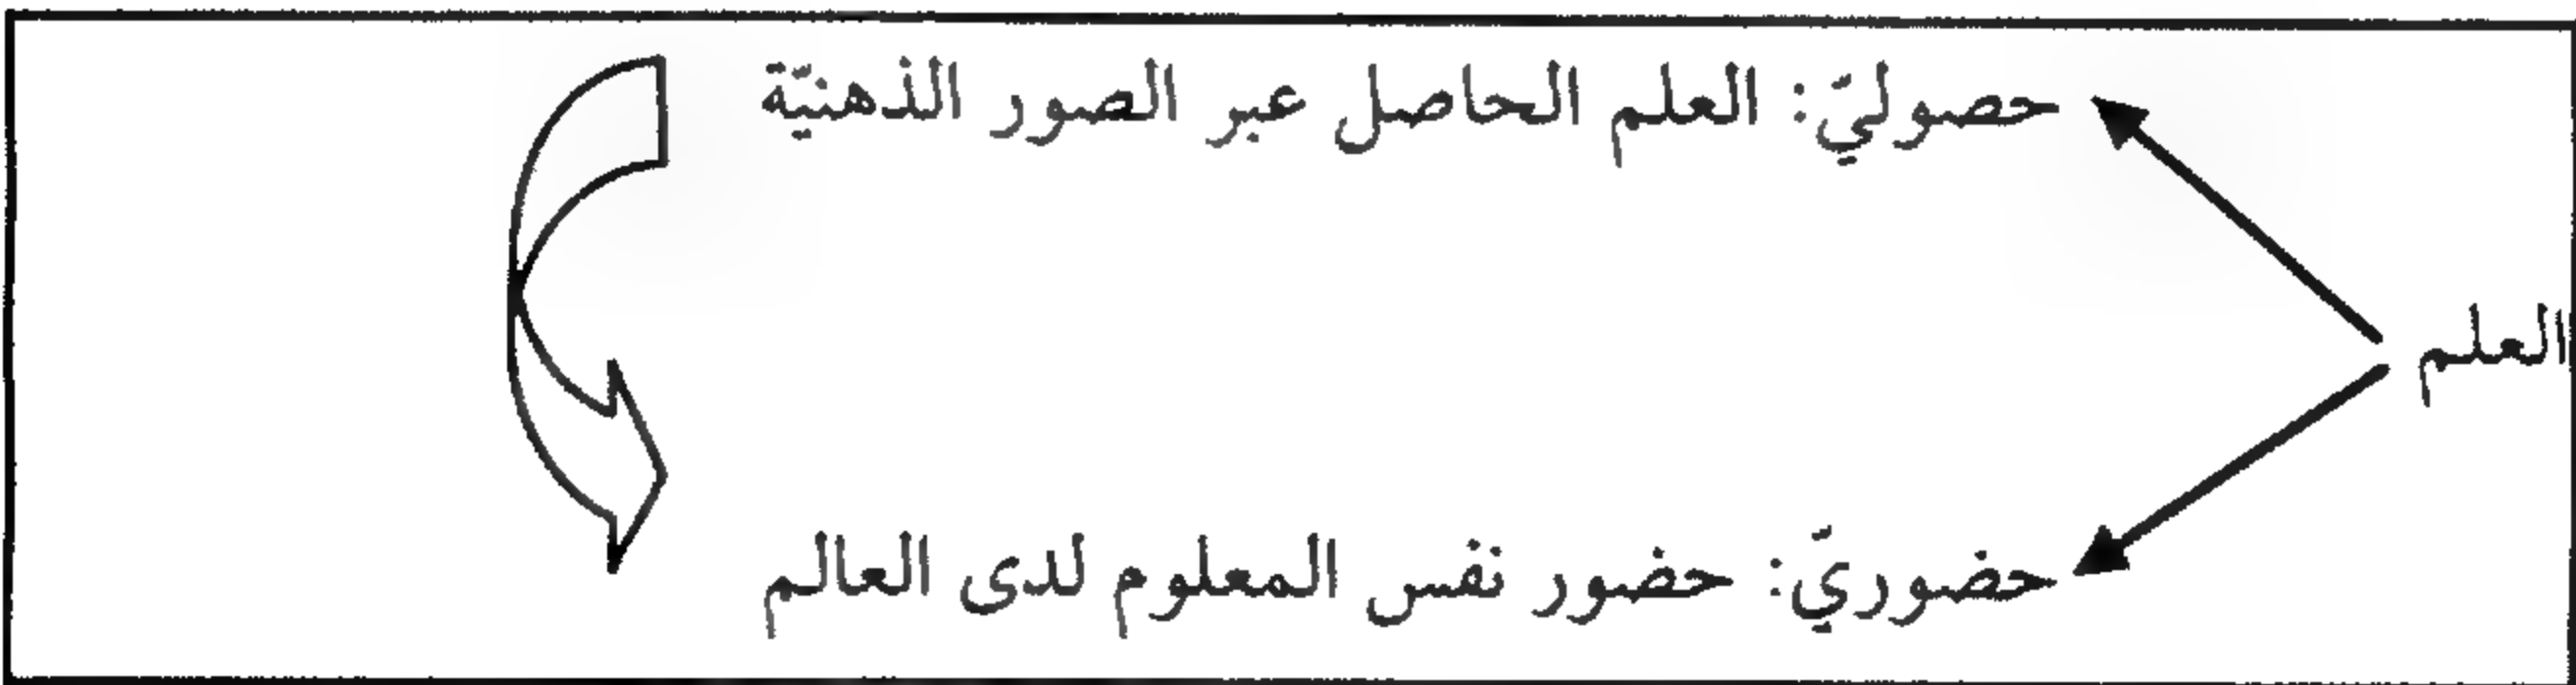 حصوليّ: العلم الحاصل عبر الصور الذهنيّة
العلم
حضوريّ: حضور نفس المعلوم لدى العالم